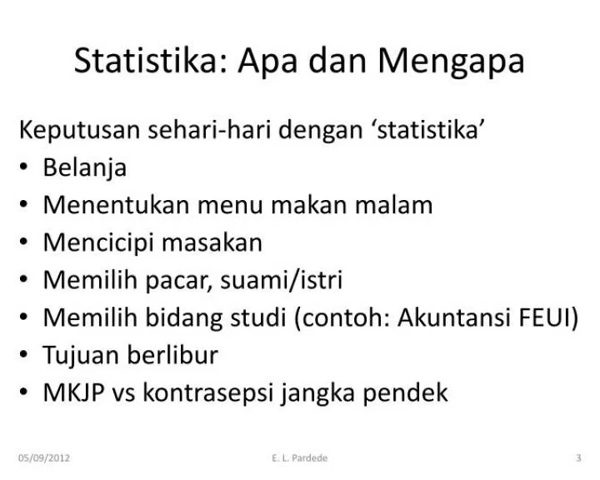 Statistika: Apa dan Mengapa
Keputusan sehari-hari dengan ‘statistika’
• Belanja
• Menentukan menu makan malam
• Mencicipi masakan
• Memilih pacar, suami/istri
• Memilih bidang studi (contoh: Akuntansi FEUI)
• Tujuan berlibur
• MKJP vs kontrasepsi jangka pendek
05/09/2012 E. L. Pardede 3